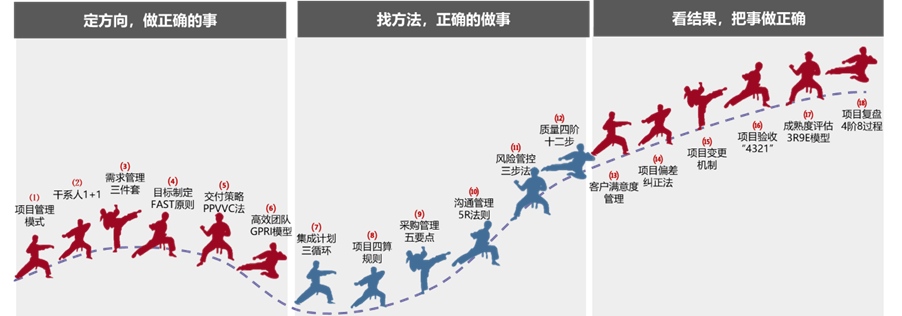 定方向，做正确的事
找方法，正确的做事
看结果，把事做正确
(1)
项目管理
模式
(2)
干系人1+1
(3)
需求管理
三件套
(4)
目标制定
FAST原则
(5)
交付策略
PPVVC法
(6)
高效团队
GPRI模型
(7)
集成计划
三循环
(8)
项目四算
规则
(9)
采购管理
五要点
(10)
沟通管理
5R法则
(11)
风险管控
三步法
(12)
质量四阶
十二步
(13)
客户满意度
管理
(14)
项目偏差
纠正法
(15)
项目变更
机制
(16)
项目验收
“4321”
(17)
成熟度评估
3R9E模型
(18)
项目复盘
4阶8过程